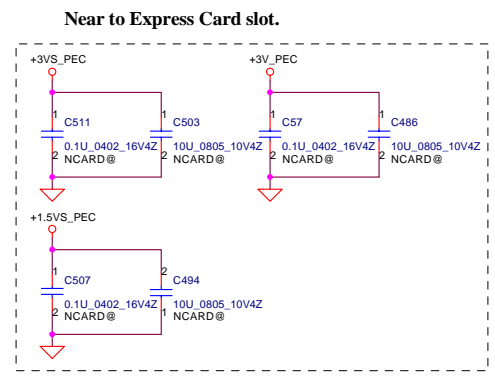 Near to Express Card slot.
+3VS_PEC
1
C511
0.1U_0402_16V4Z
2
NCARD@
1
C503
10U_0805_10V4Z
2
NCARD@
+3V_PEC
1
C57
0.1U_0402_16V4Z
2
NCARD@
1
C486
10U_0805_10V4Z
2
NCARD@
+1.5VS_PEC
1
C507
0.1U_0402_16V4Z
2
NCARD@
2
C494
10U_0805_10V4Z
1
NCARD@